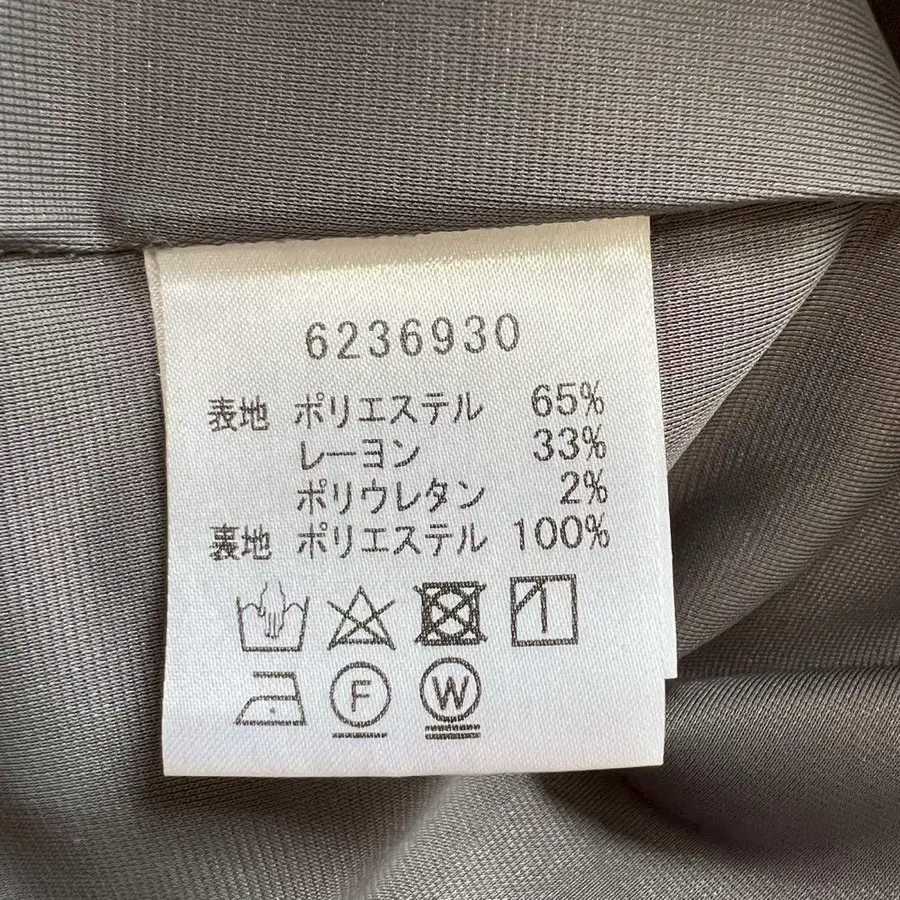 6236930
表地 ポリエステル 65%
レーヨン 33%
ポリウレタン 2%
裏地 ポリエステル 100%
F W